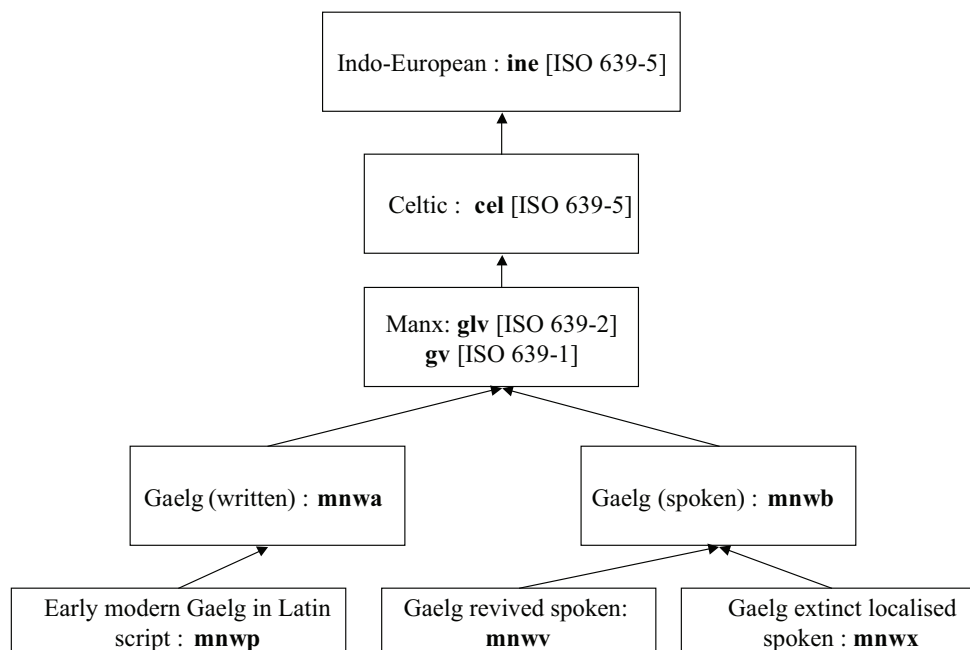 Indo-European : ine [ISO 639-5]
Celtic : cel [ISO 639-5]
Manx: glv [ISO 639-2]
gv [ISO 639-1]
Gaelg (written) : mnwa
Gaelg (spoken) : mnwb
Early modern Gaelg in Latin
script : mnwp
Gaelg revived spoken:
mnwv
Gaelg extinct localised
spoken : mnwx